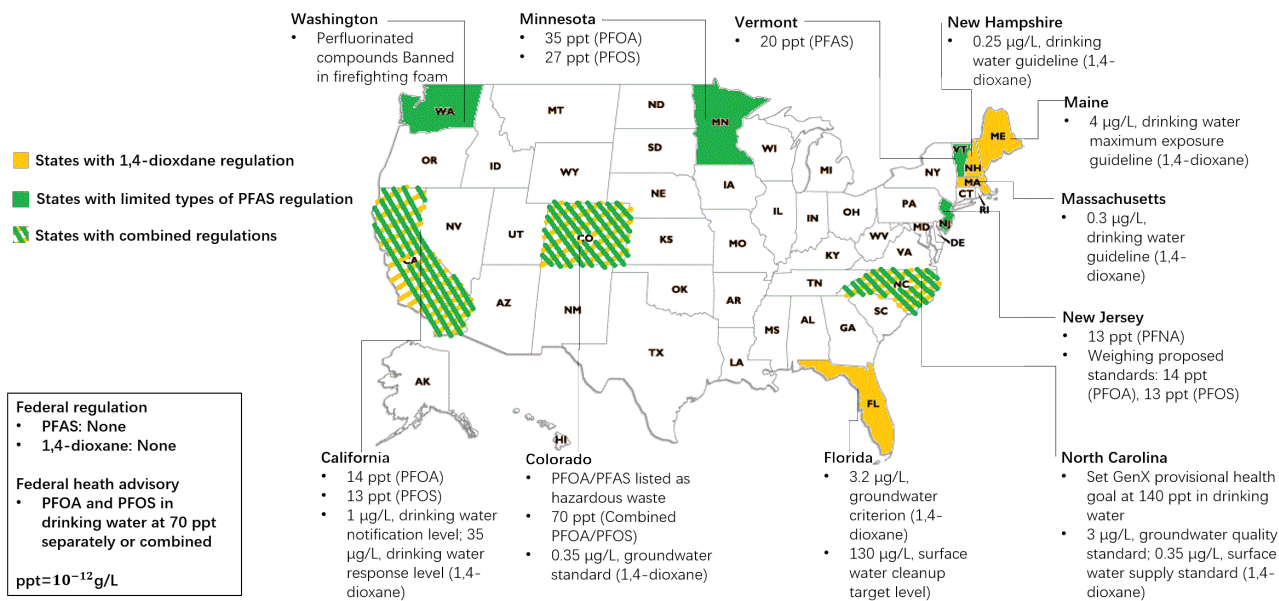 Washington
• Perfluorinated
compounds Banned
in firefighting foam
Minnesota
• 35 ppt (PFOA)
• 27 ppt (PFOS)
Vermont
• 20 ppt (PFAS)
New Hampshire
• 0.25 µg/L, drinking
water guideline (1,4-
dioxane)
Maine
• 4 µg/L, drinking water
maximum exposure
guideline (1,4-dioxane)
Massachusetts
• 0.3 µg/L,
drinking water
guideline (1,4-
dioxane)
New Jersey
• 13 ppt (PFNA)
• Weighing proposed
standards: 14 ppt
(PFOA), 13 ppt (PFOS)
States with 1,4-dioxdane regulation
States with limited types of PFAS regulation
States with combined regulations
WA
MT
ND
MN
OR
ID
SD
WI
MI
WY
NE
IA
NY
VT
NH
ME
MA
CT
RI
PA
NJ
MD
DE
NV
UT
CO
KS
MO
IL
IN
OH
WV
VA
KY
CA
AZ
NM
OK
AR
TN
NC
SC
TX
LA
MS
AL
GA
FL
AK
HI
Federal regulation
• PFAS: None
• 1,4-dioxane: None
Federal heath advisory
• PFOA and PFOS in
drinking water at 70 ppt
separately or combined
ppt=10⁻¹²g/L
California
• 14 ppt (PFOA)
• 13 ppt (PFOS)
• 1 µg/L, drinking water
notification level; 35
µg/L, drinking water
response level (1,4-
dioxane)
Colorado
• PFOA/PFAS listed as
hazardous waste
• 70 ppt (Combined
PFOA/PFOS)
• 0.35 µg/L, groundwater
standard (1,4-dioxane)
Florida
• 3.2 µg/L,
groundwater
criterion (1,4-
dioxane)
• 130 µg/L, surface
water cleanup
target level)
North Carolina
• Set GenX provisional health
goal at 140 ppt in drinking
water
• 3 µg/L, groundwater quality
standard; 0.35 µg/L, surface
water supply standard (1,4-
dioxane)